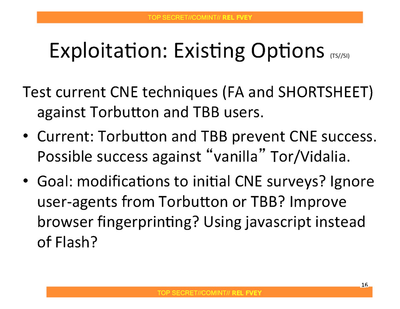 TOP SECRET//COMINT// REL FVEY
Exploitation: Existing Options (TS//SI)
Test current CNE techniques (FA and SHORTSHEET)
against Torbutton and TBB users.
• Current: Torbutton and TBB prevent CNE success.
Possible success against “vanilla” Tor/Vidalia.
• Goal: modifications to initial CNE surveys? Ignore
user-agents from Torbutton or TBB? Improve
browser fingerprinting? Using javascript instead
of Flash?
16
TOP SECRET//COMINT// REL FVEY